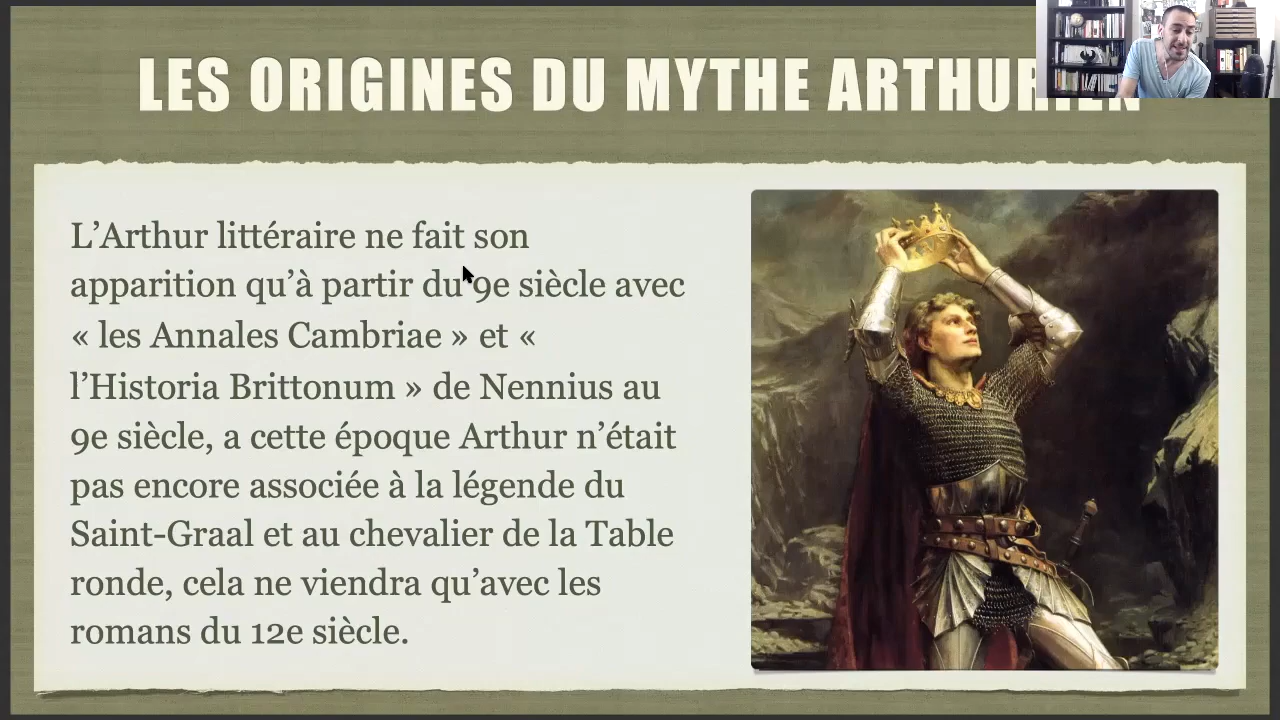 LES ORIGINES DU MYTHE ARTHURIEN
L’Arthur littéraire ne fait son
apparition qu’à partir du 9e siècle avec
« les Annales Cambriae » et «
l’Historia Brittonum » de Nennius au
9e siècle, a cette époque Arthur n’était
pas encore associée à la légende du
Saint-Graal et au chevalier de la Table
ronde, cela ne viendra qu’avec les
romans du 12e siècle.